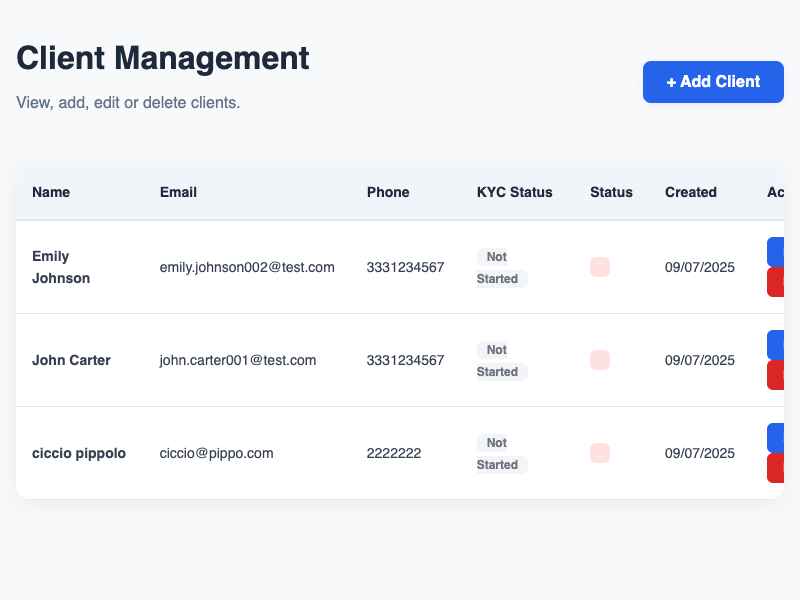 Client Management
View, add, edit or delete clients.
+ Add Client
Name Email Phone KYC Status Status Created
Emily Johnson emily.johnson002@test.com 3331234567 Not Started 09/07/2025
John Carter john.carter001@test.com 3331234567 Not Started 09/07/2025
ciccio pippolo ciccio@pippo.com 2222222 Not Started 09/07/2025